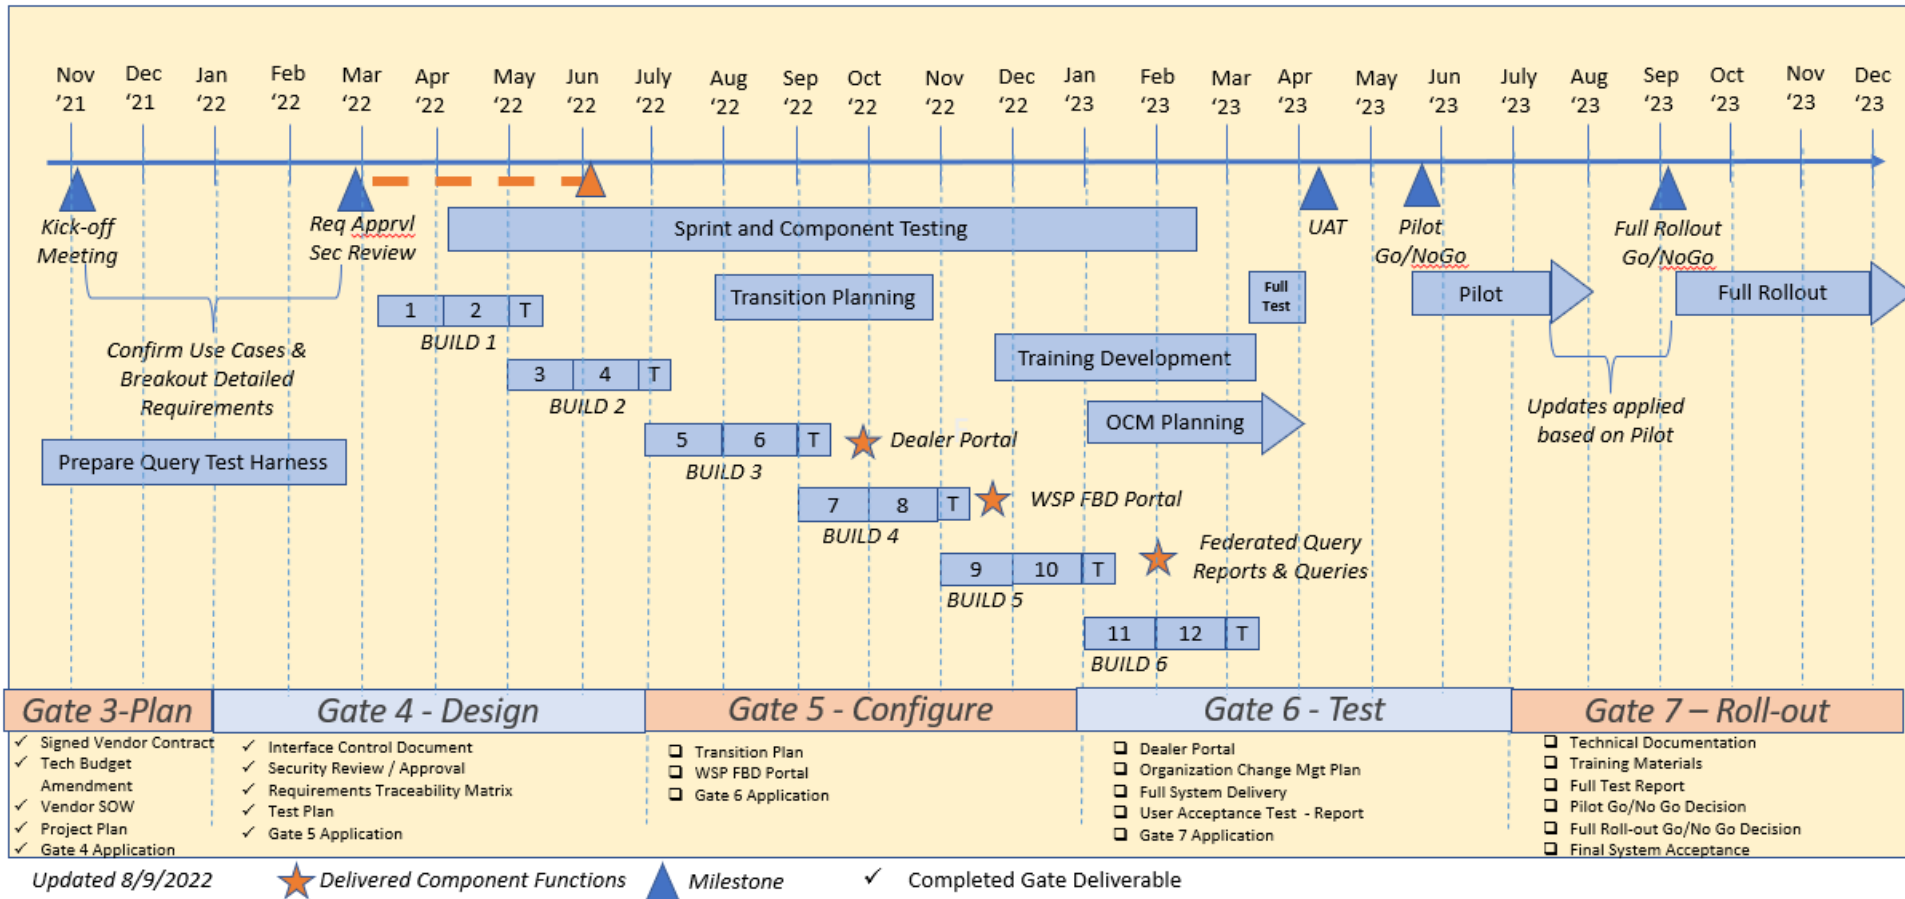 Nov Dec Jan Feb Mar Apr May Jun July Aug Sep Oct Nov Dec Jan Feb Mar Apr May Jun July Aug Sep Oct Nov Dec
‘21 ‘21 ‘22 ‘22 ‘22 ‘22 ‘22 ‘22 ‘22 ‘22 ‘22 ‘22 ‘22 ‘22 ‘23 ‘23 ‘23 ‘23 ‘23 ‘23 ‘23 ‘23 ‘23 ‘23 ‘23 ‘23
Kick-off
Meeting
Req Apprvl
Sec Review
Sprint and Component Testing
UAT
Pilot
Go/NoGo
Full Rollout
Go/NoGo
Transition Planning
Full
Test
Pilot
Full Rollout
1 2 T
BUILD 1
Confirm Use Cases &
Breakout Detailed
Requirements
3 4 T
BUILD 2
Training Development
OCM Planning
Updates applied
based on Pilot
Prepare Query Test Harness
5 6 T
BUILD 3
Dealer Portal
7 8 T
BUILD 4
WSP FBD Portal
9 10 T
BUILD 5
Federated Query
Reports & Queries
11 12 T
BUILD 6
Gate 3-Plan
✓ Signed Vendor Contract
✓ Tech Budget
Amendment
✓ Vendor SOW
✓ Project Plan
✓ Gate 4 Application
Gate 4 - Design
✓ Interface Control Document
✓ Security Review / Approval
✓ Requirements Traceability Matrix
✓ Test Plan
✓ Gate 5 Application
Gate 5 - Configure
❑ Transition Plan
❑ WSP FBD Portal
❑ Gate 6 Application
Gate 6 - Test
❑ Dealer Portal
❑ Organization Change Mgt Plan
❑ Full System Delivery
❑ User Acceptance Test - Report
❑ Gate 7 Application
Gate 7 – Roll-out
❑ Technical Documentation
❑ Training Materials
❑ Full Test Report
❑ Pilot Go/No Go Decision
❑ Full Roll-out Go/No Go Decision
❑ Final System Acceptance
Updated 8/9/2022
Delivered Component Functions
Milestone
✓ Completed Gate Deliverable